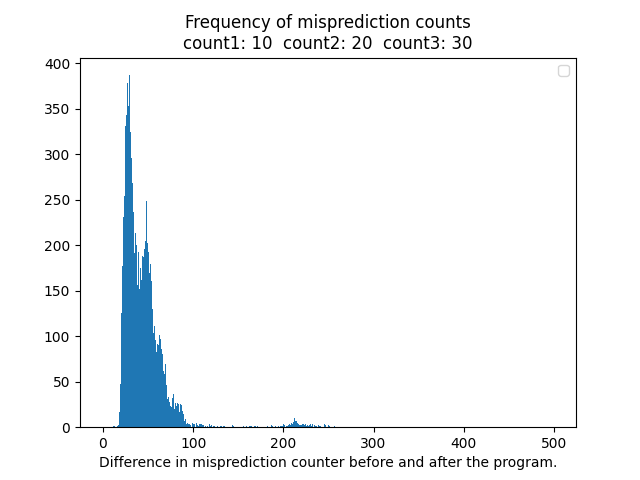 Frequency of misprediction counts
count1: 10  count2: 20  count3: 30
400
350
300
250
200
150
100
50
0
0 100 200 300 400 500
Difference in misprediction counter before and after the program.